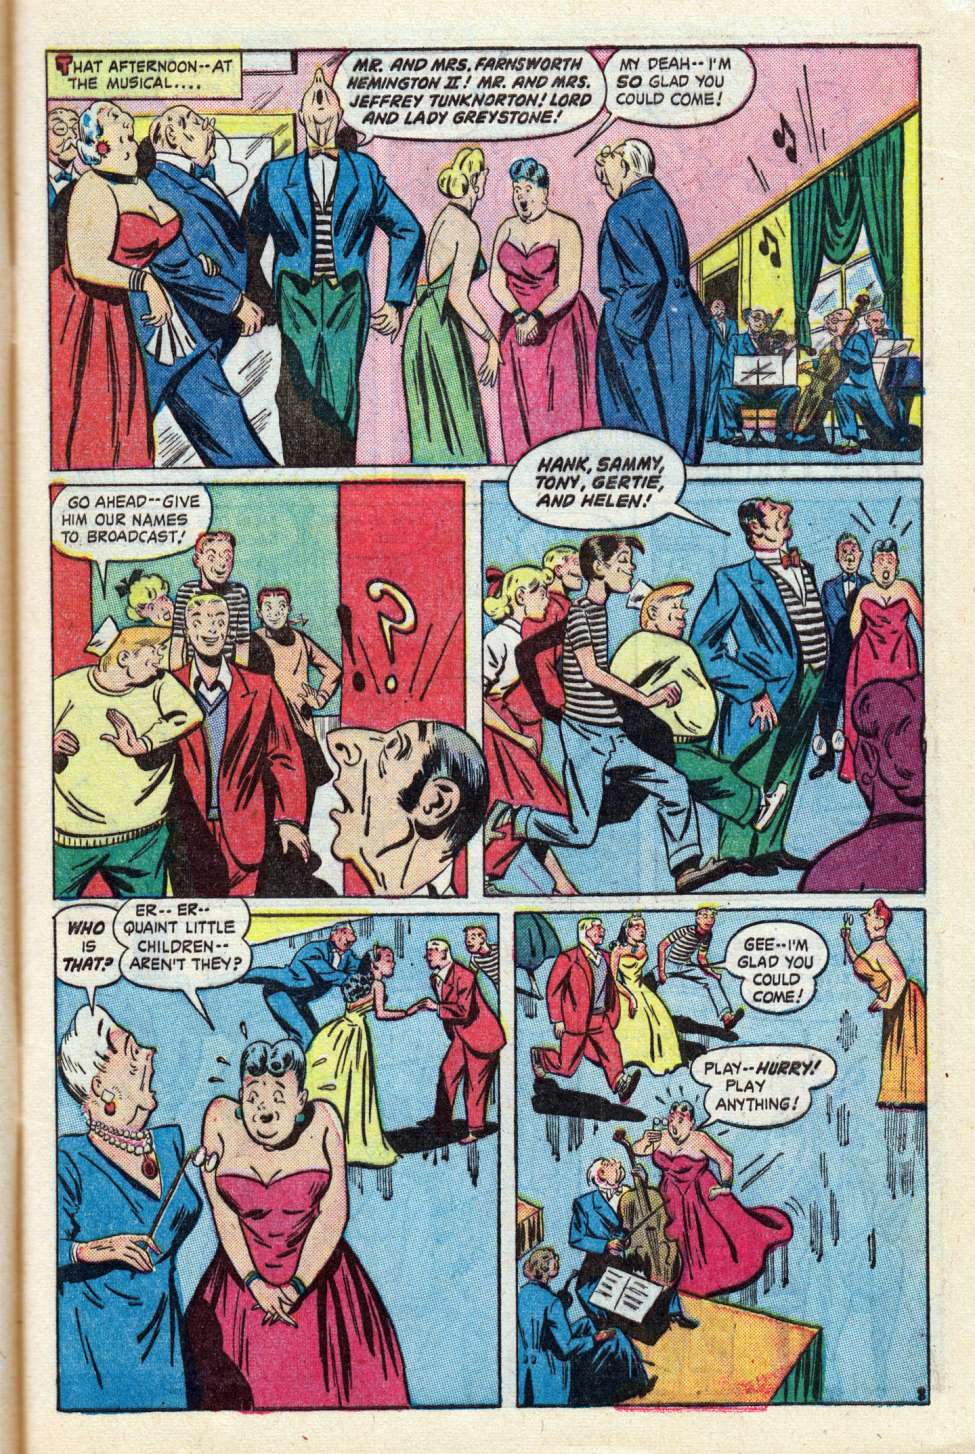 THAT AFTERNOON--AT
THE MUSICAL....
MR. AND MRS. FARNSWORTH
HEMINGTON II! MR. AND MRS.
JEFFREY TUNKNORTON! LORD
AND LADY GREYSTONE!
MY DEAH--I'M
SO GLAD YOU
COULD COME!
GO AHEAD--GIVE
HIM OUR NAMES
TO BROADCAST!
?
!
HANK, SAMMY,
TONY, GERTIE,
AND HELEN!
WHO
IS
THAT?
ER--ER--
QUAINT LITTLE
CHILDREN--
AREN'T THEY?
GEE--I'M
GLAD YOU
COULD
COME!
PLAY--HURRY!
PLAY
ANYTHING!